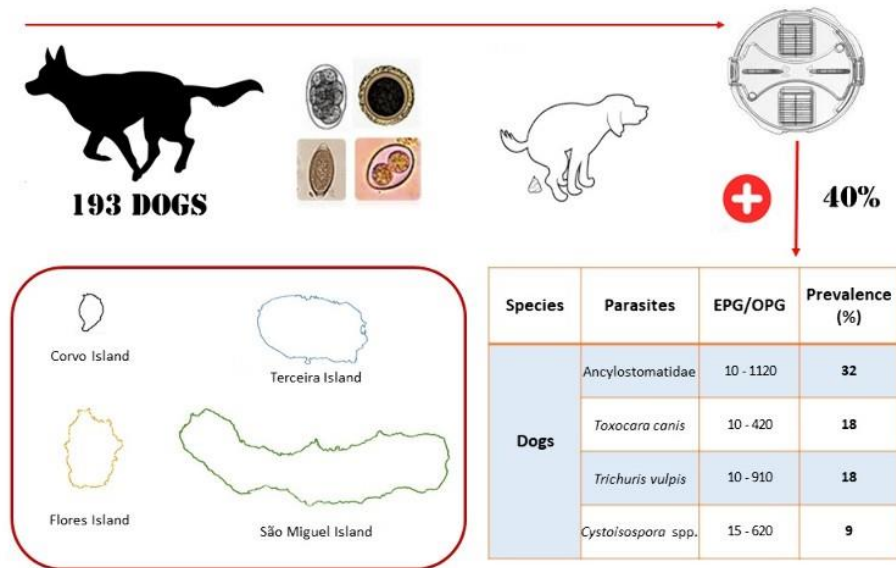 193 DOGS
40%
Corvo Island
Terceira Island
Flores Island
São Miguel Island
Species Parasites EPG/OPG Prevalence
(%)
Dogs
Ancylostomatidae 10 - 1120 32
Toxocara canis 10 - 420 18
Trichuris vulpis 10 - 910 18
Cystoisospora spp. 15 - 620 9